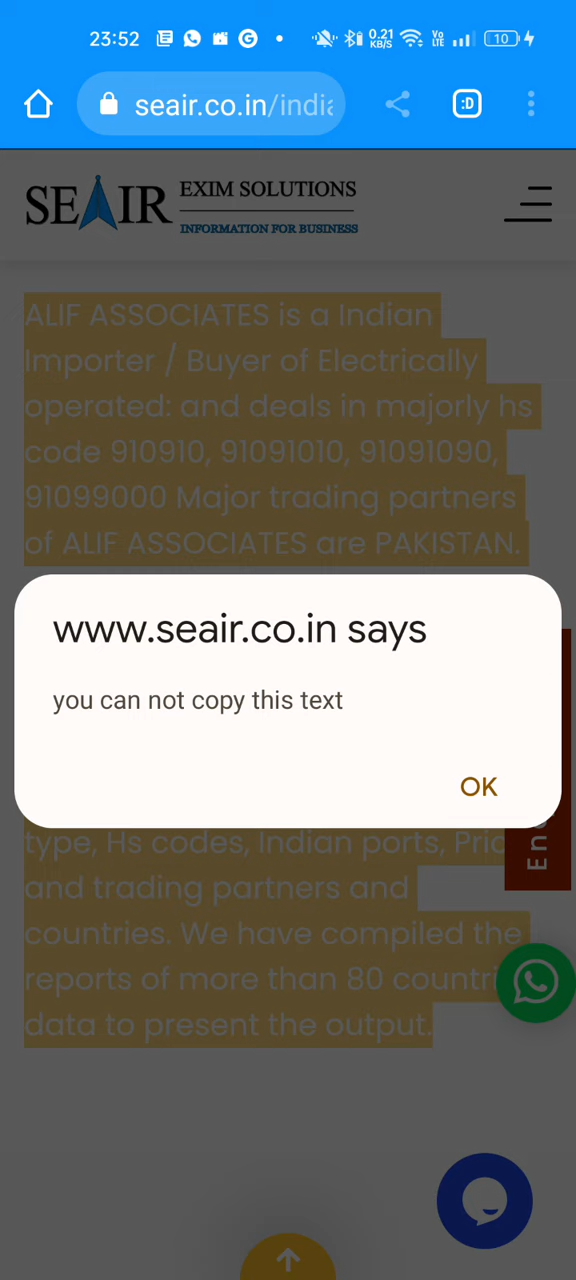 23:52
0.21 KB/S
Vo LTE
10
:D
seair.co.in/india
SEAIR EXIM SOLUTIONS
INFORMATION FOR BUSINESS
ALIF ASSOCIATES is a Indian
Importer / Buyer of Electrically
operated: and deals in majorly hs
code 910910, 91091010, 91091090,
91099000 Major trading partners
of ALIF ASSOCIATES are PAKISTAN.
www.seair.co.in says
you can not copy this text
OK
type, Hs codes, Indian ports,
and trading partners and
countries. We have compiled the
reports of more than 80
data to present the output.